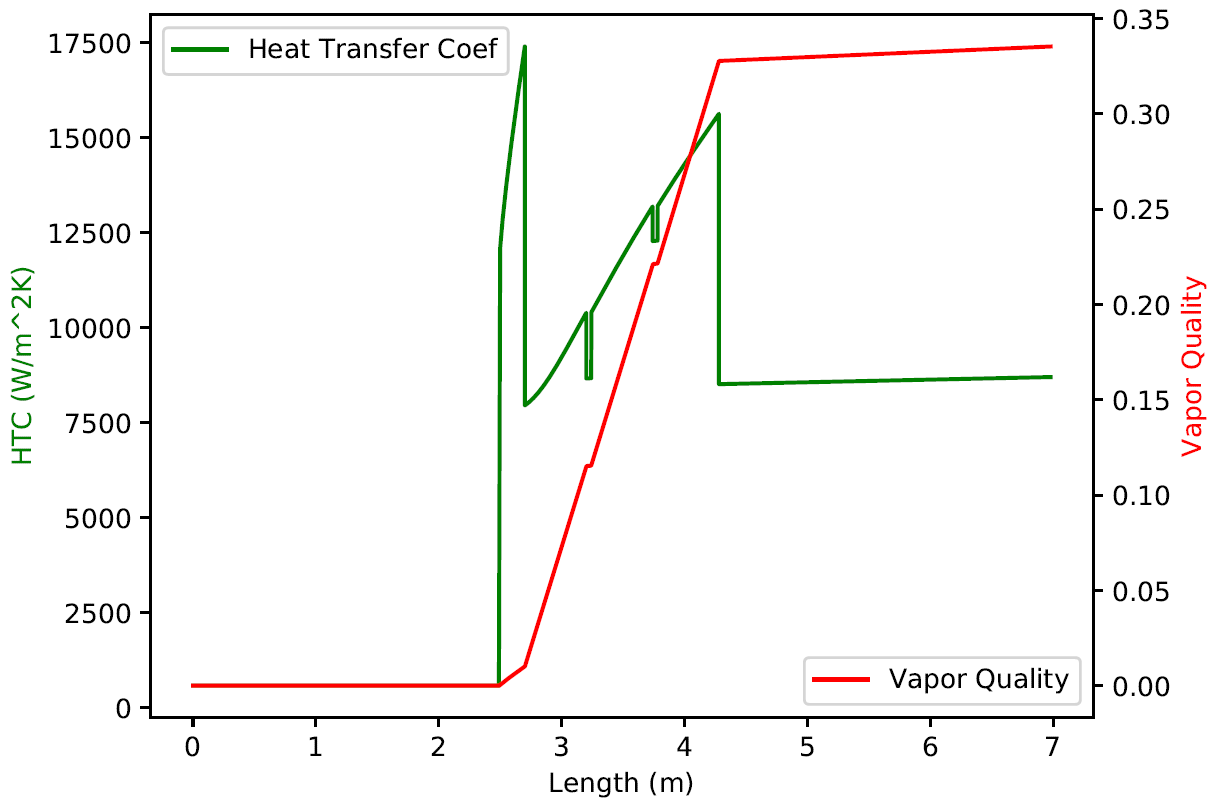 Heat Transfer Coef
17500
15000
12500
10000
7500
5000
2500
0
HTC (W/m^2K)
0.35
0.30
0.25
0.20
0.15
0.10
0.05
0.00
Vapor Quality
Vapor Quality
0 1 2 3 4 5 6 7
Length (m)